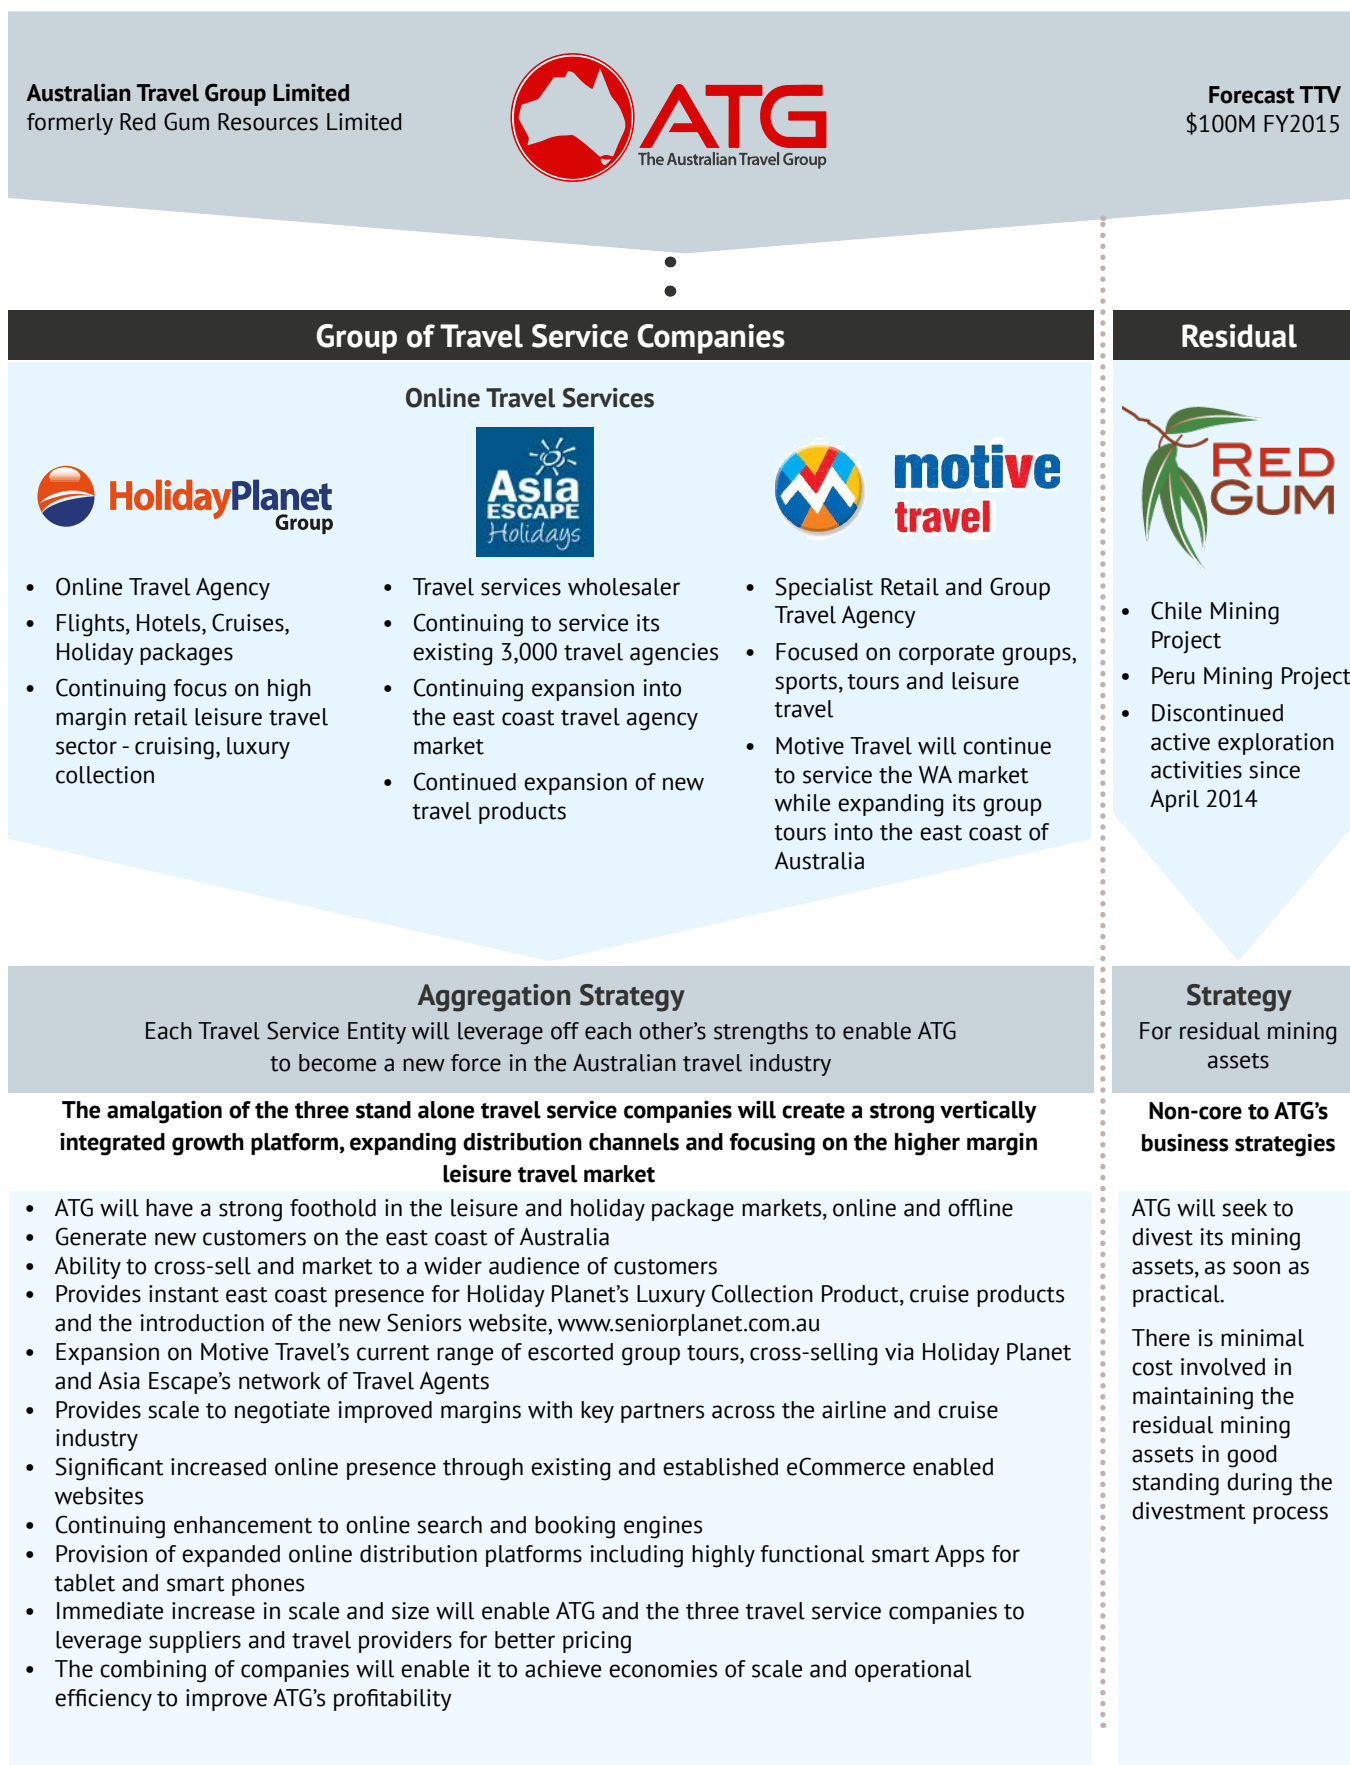 Australian Travel Group Limited
formerly Red Gum Resources Limited
ATG
The Australian Travel Group
Forecast TTV
$100M FY2015
Group of Travel Service Companies
Online Travel Services
HolidayPlanet
Group
• Online Travel Agency
• Flights, Hotels, Cruises,
Holiday packages
• Continuing focus on high
margin retail leisure travel
sector - cruising, luxury
collection
Asia
ESCAPE
Holidays
• Travel services wholesaler
• Continuing to service its
existing 3,000 travel agencies
• Continuing expansion into
the east coast travel agency
market
• Continued expansion of new
travel products
motive
travel
• Specialist Retail and Group
Travel Agency
• Focused on corporate groups,
sports, tours and leisure
travel
• Motive Travel will continue
to service the WA market
while expanding its group
tours into the east coast of
Australia
Residual
RED
GUM
• Chile Mining
Project
• Peru Mining Project
• Discontinued
active exploration
activities since
April 2014
Aggregation Strategy
Each Travel Service Entity will leverage off each other’s strengths to enable ATG
to become a new force in the Australian travel industry
The amalgation of the three stand alone travel service companies will create a strong vertically
integrated growth platform, expanding distribution channels and focusing on the higher margin
leisure travel market
• ATG will have a strong foothold in the leisure and holiday package markets, online and offline
• Generate new customers on the east coast of Australia
• Ability to cross-sell and market to a wider audience of customers
• Provides instant east coast presence for Holiday Planet’s Luxury Collection Product, cruise products
and the introduction of the new Seniors website, www.seniorplanet.com.au
• Expansion on Motive Travel’s current range of escorted group tours, cross-selling via Holiday Planet
and Asia Escape’s network of Travel Agents
• Provides scale to negotiate improved margins with key partners across the airline and cruise
industry
• Significant increased online presence through existing and established eCommerce enabled
websites
• Continuing enhancement to online search and booking engines
• Provision of expanded online distribution platforms including highly functional smart Apps for
tablet and smart phones
• Immediate increase in scale and size will enable ATG and the three travel service companies to
leverage suppliers and travel providers for better pricing
• The combining of companies will enable it to achieve economies of scale and operational
efficiency to improve ATG’s profitability
Strategy
For residual mining
assets
Non-core to ATG’s
business strategies
ATG will seek to
divest its mining
assets, as soon as
practical.
There is minimal
cost involved in
maintaining the
residual mining
assets in good
standing during the
divestment process